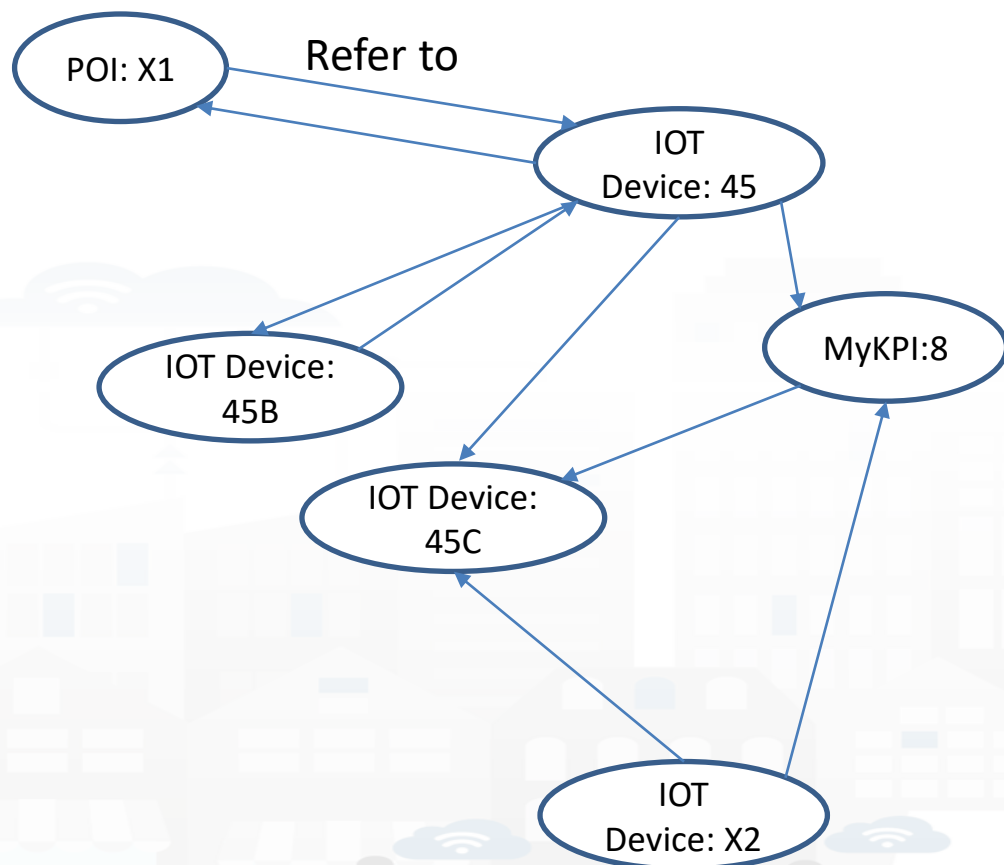 POI: X1
Refer to
IOT
Device: 45
IOT Device:
45B
MyKPI:8
IOT Device:
45C
IOT
Device: X2